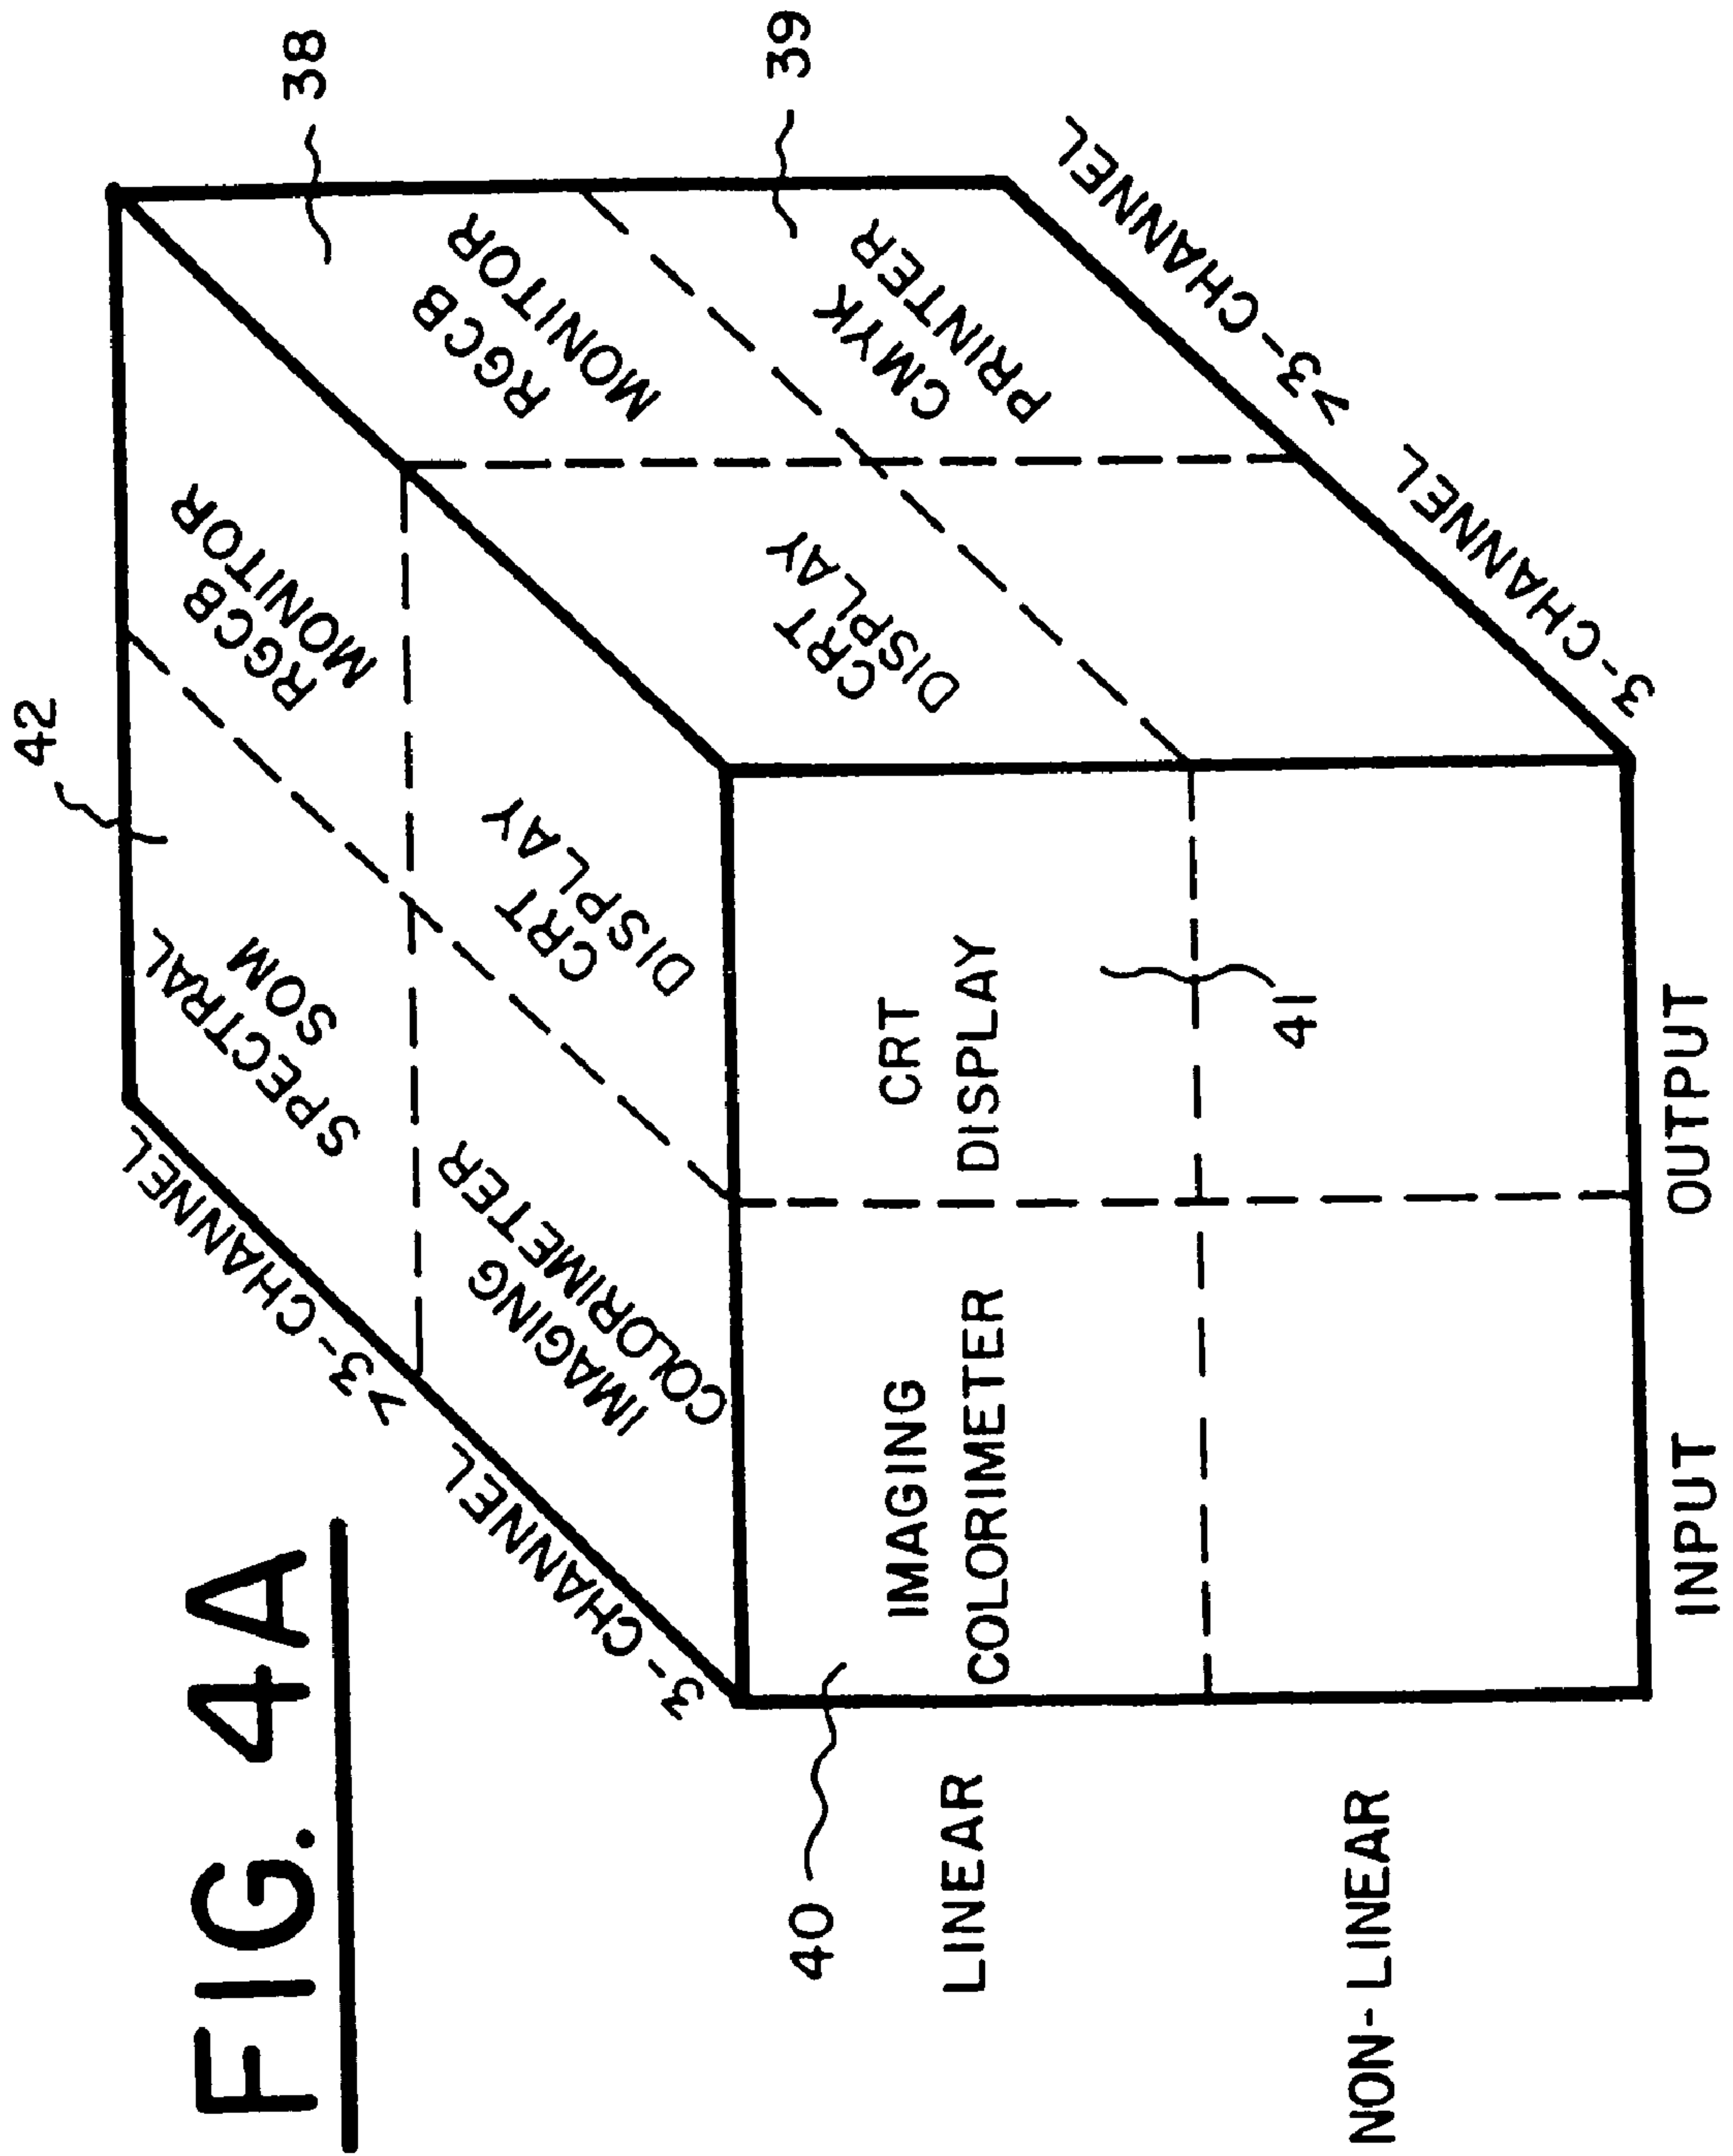 FIG. 4A
42
38
39
40
41
>3-CHANNEL
3-CHANNEL
SPECTRAL
SOM
RGCB
MONITOR
IMAGING
COLORIMETER
CRT
DISPLAY
RGCB
MONITOR
CMYK
PRINTER
CRT
DISPLAY
LINEAR
IMAGING
COLORIMETER
CRT
DISPLAY
NON-LINEAR
INPUT
OUTPUT
3-CHANNEL
>3-CHANNEL